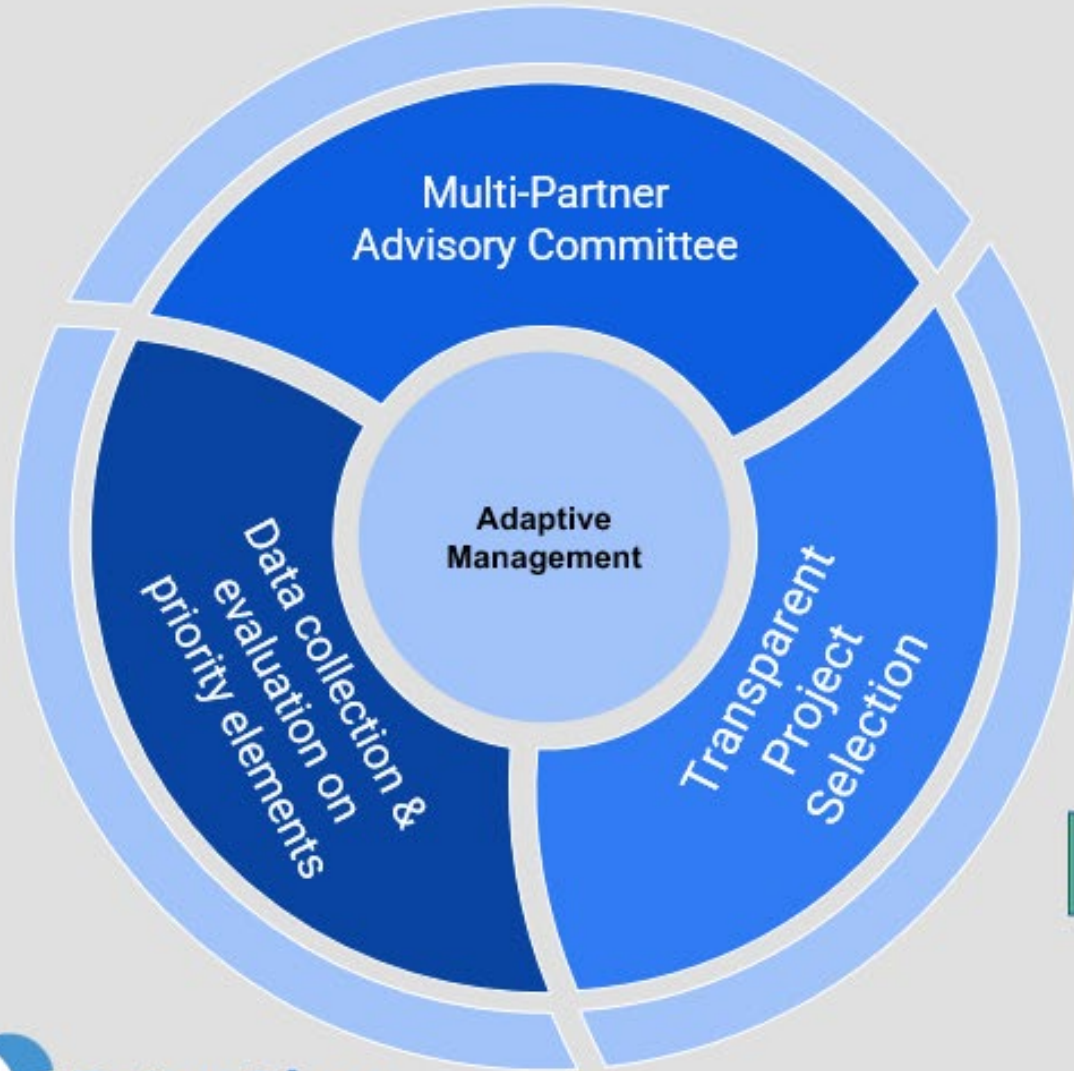 Multi-Partner
Advisory Committee
Adaptive
Management
Transparent
Project
Selection
Data collection &
evaluation on
priority elements